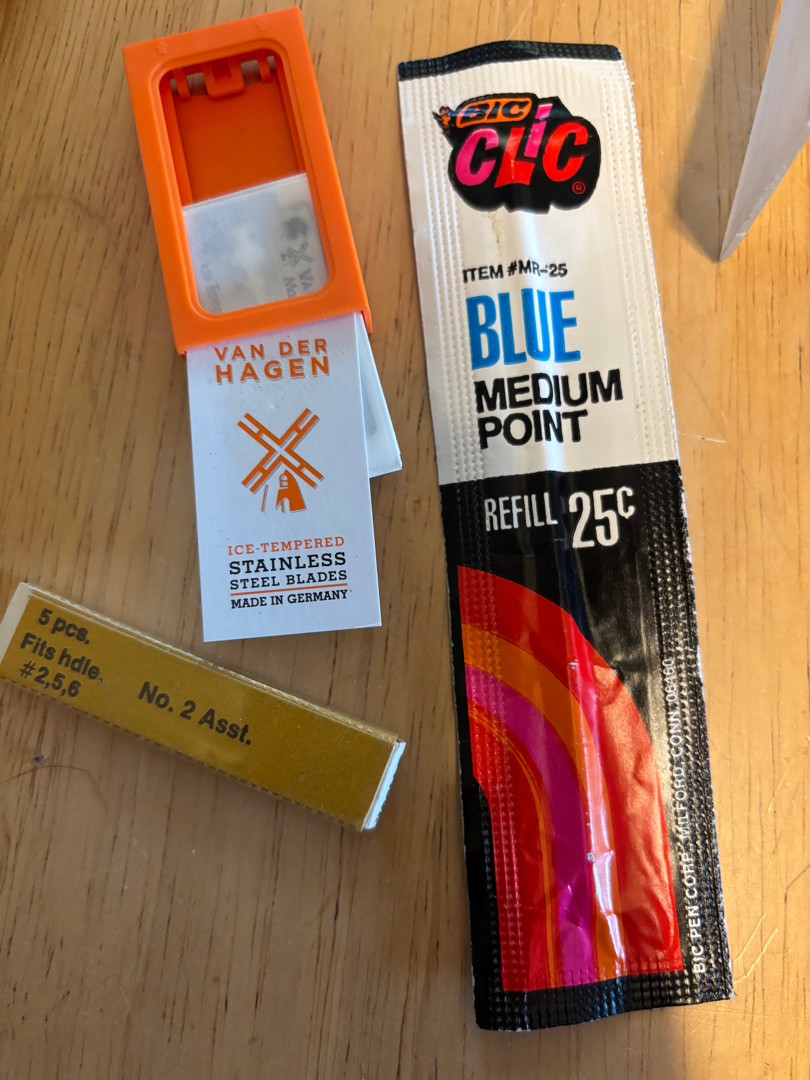 VAN DER
HAGEN
ICE-TEMPERED
STAINLESS
STEEL BLADES
MADE IN GERMANY
5 pcs.
Fits hdle.
#2,5,6
No. 2 Asst.
BIC
CLiC
®
ITEM #MR-25
BLUE
MEDIUM
POINT
REFILL 25¢
BIC PEN CORP., MILFORD, CONN. 06460